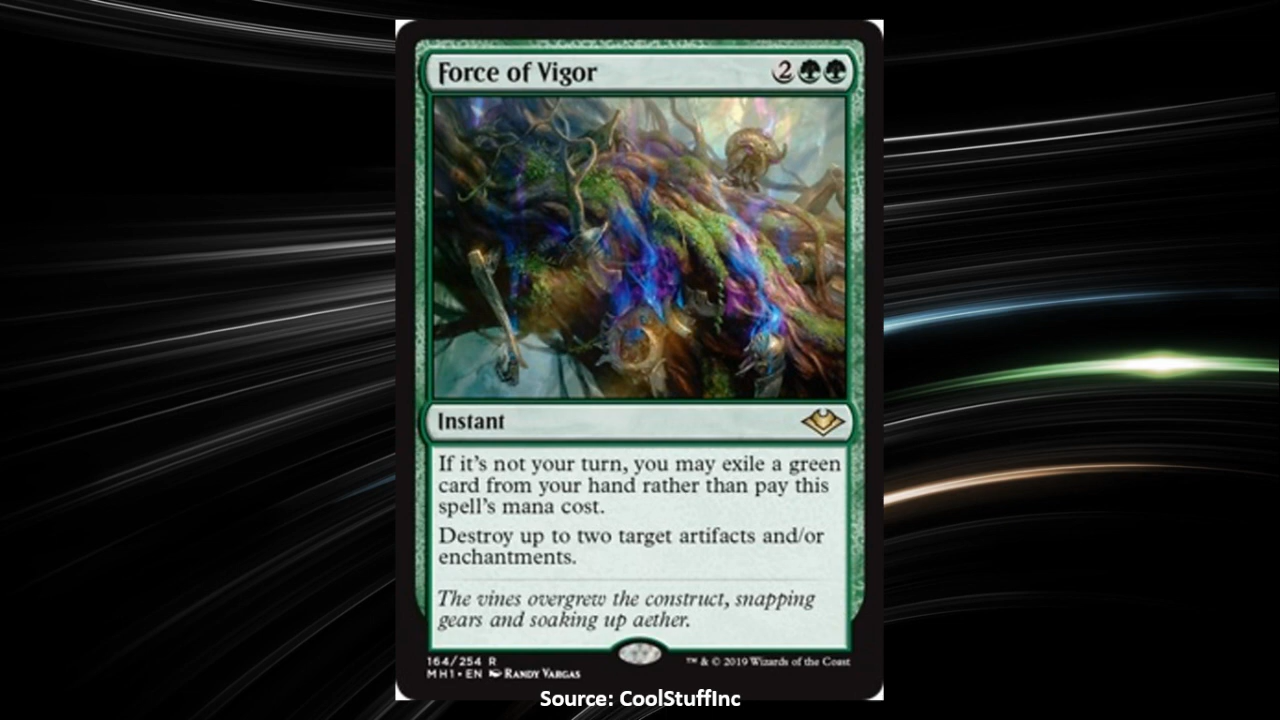 Force of Vigor 2
Instant
If it's not your turn, you may exile a green
card from your hand rather than pay this
spell's mana cost.
Destroy up to two target artifacts and/or
enchantments.
The vines overgrew the construct, snapping
gears and soaking up aether.
164/254 R
™ & © 2019 Wizards of the Coast
MH1 • EN Randy Vargas
Source: CoolStuffInc